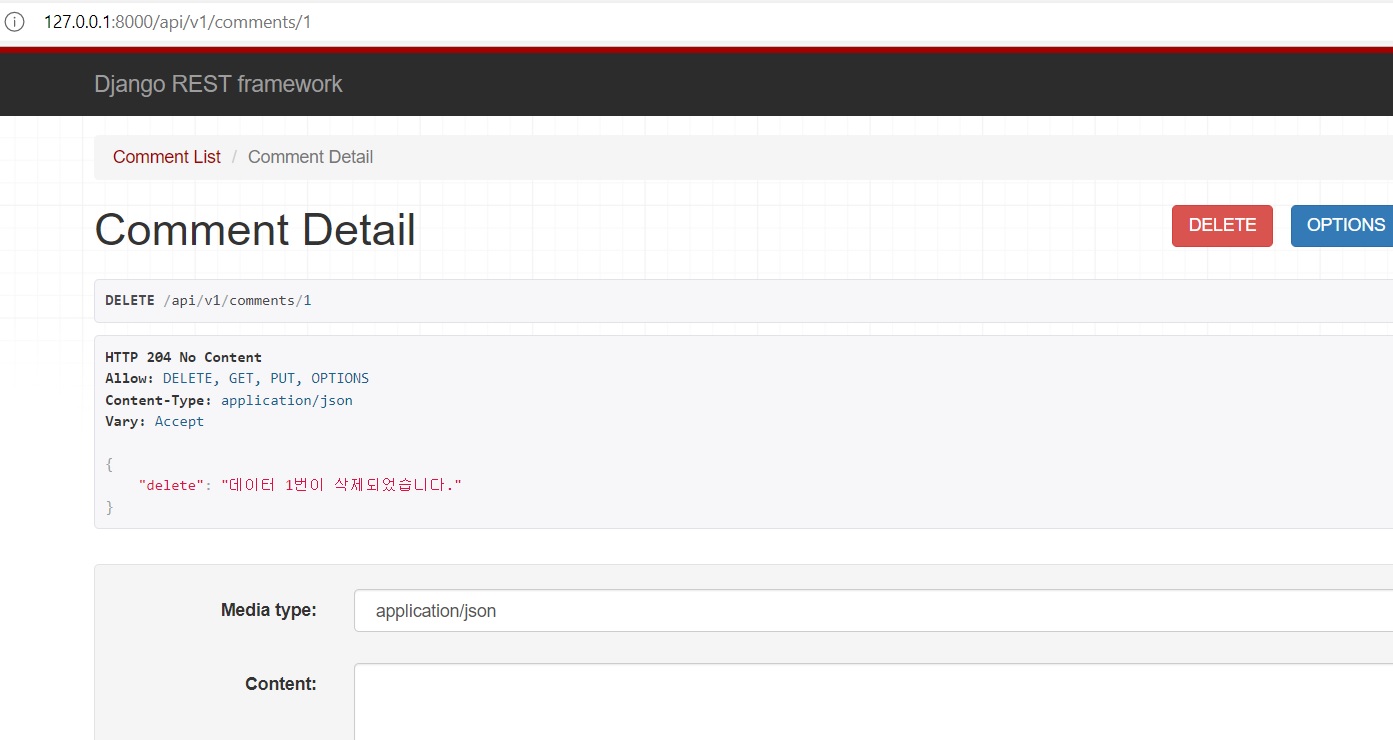 127.0.0.1:8000/api/v1/comments/1
Django REST framework
Comment List / Comment Detail
Comment Detail
DELETE
OPTIONS
DELETE /api/v1/comments/1
HTTP 204 No Content
Allow: DELETE, GET, PUT, OPTIONS
Content-Type: application/json
Vary: Accept
{
"delete": "데이터 1번이 삭제되었습니다."
}
Media type:
application/json
Content: